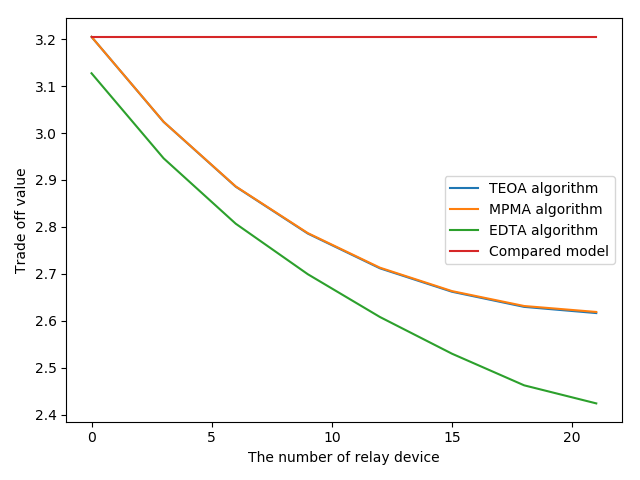 3.2
3.1
3.0
2.9
2.8
2.7
2.6
2.5
2.4
Trade off value
TEOA algorithm
MPMA algorithm
EDTA algorithm
Compared model
0 5 10 15 20
The number of relay device